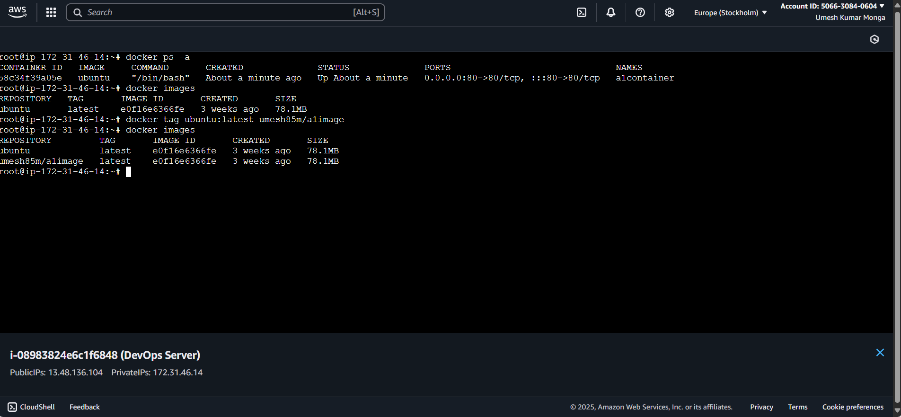 aws Search [Alt+S] Europe (Stockholm) Account ID: 5066-3084-0604
Umesh Kumar Monga
root@ip-172-31-46-14:~# docker ps -a
CONTAINER ID IMAGE COMMAND CREATED STATUS PORTS NAMES
58c34f39a05e ubuntu "/bin/bash" About a minute ago Up About a minute 0.0.0.0:80->80/tcp, :::80->80/tcp a1container
root@ip-172-31-46-14:~# docker images
REPOSITORY TAG IMAGE ID CREATED SIZE
ubuntu latest e0f16e6366fe 3 weeks ago 78.1MB
root@ip-172-31-46-14:~# docker tag ubuntu:latest umesh85m/a1image
root@ip-172-31-46-14:~# docker images
REPOSITORY TAG IMAGE ID CREATED SIZE
ubuntu latest e0f16e6366fe 3 weeks ago 78.1MB
umesh85m/a1image latest e0f16e6366fe 3 weeks ago 78.1MB
root@ip-172-31-46-14:~#
i-08983824e6c1f6848 (DevOps Server)
PublicIPs: 13.48.136.104 PrivateIPs: 172.31.46.14
CloudShell Feedback © 2025, Amazon Web Services, Inc. or its affiliates. Privacy Terms Cookie preferences